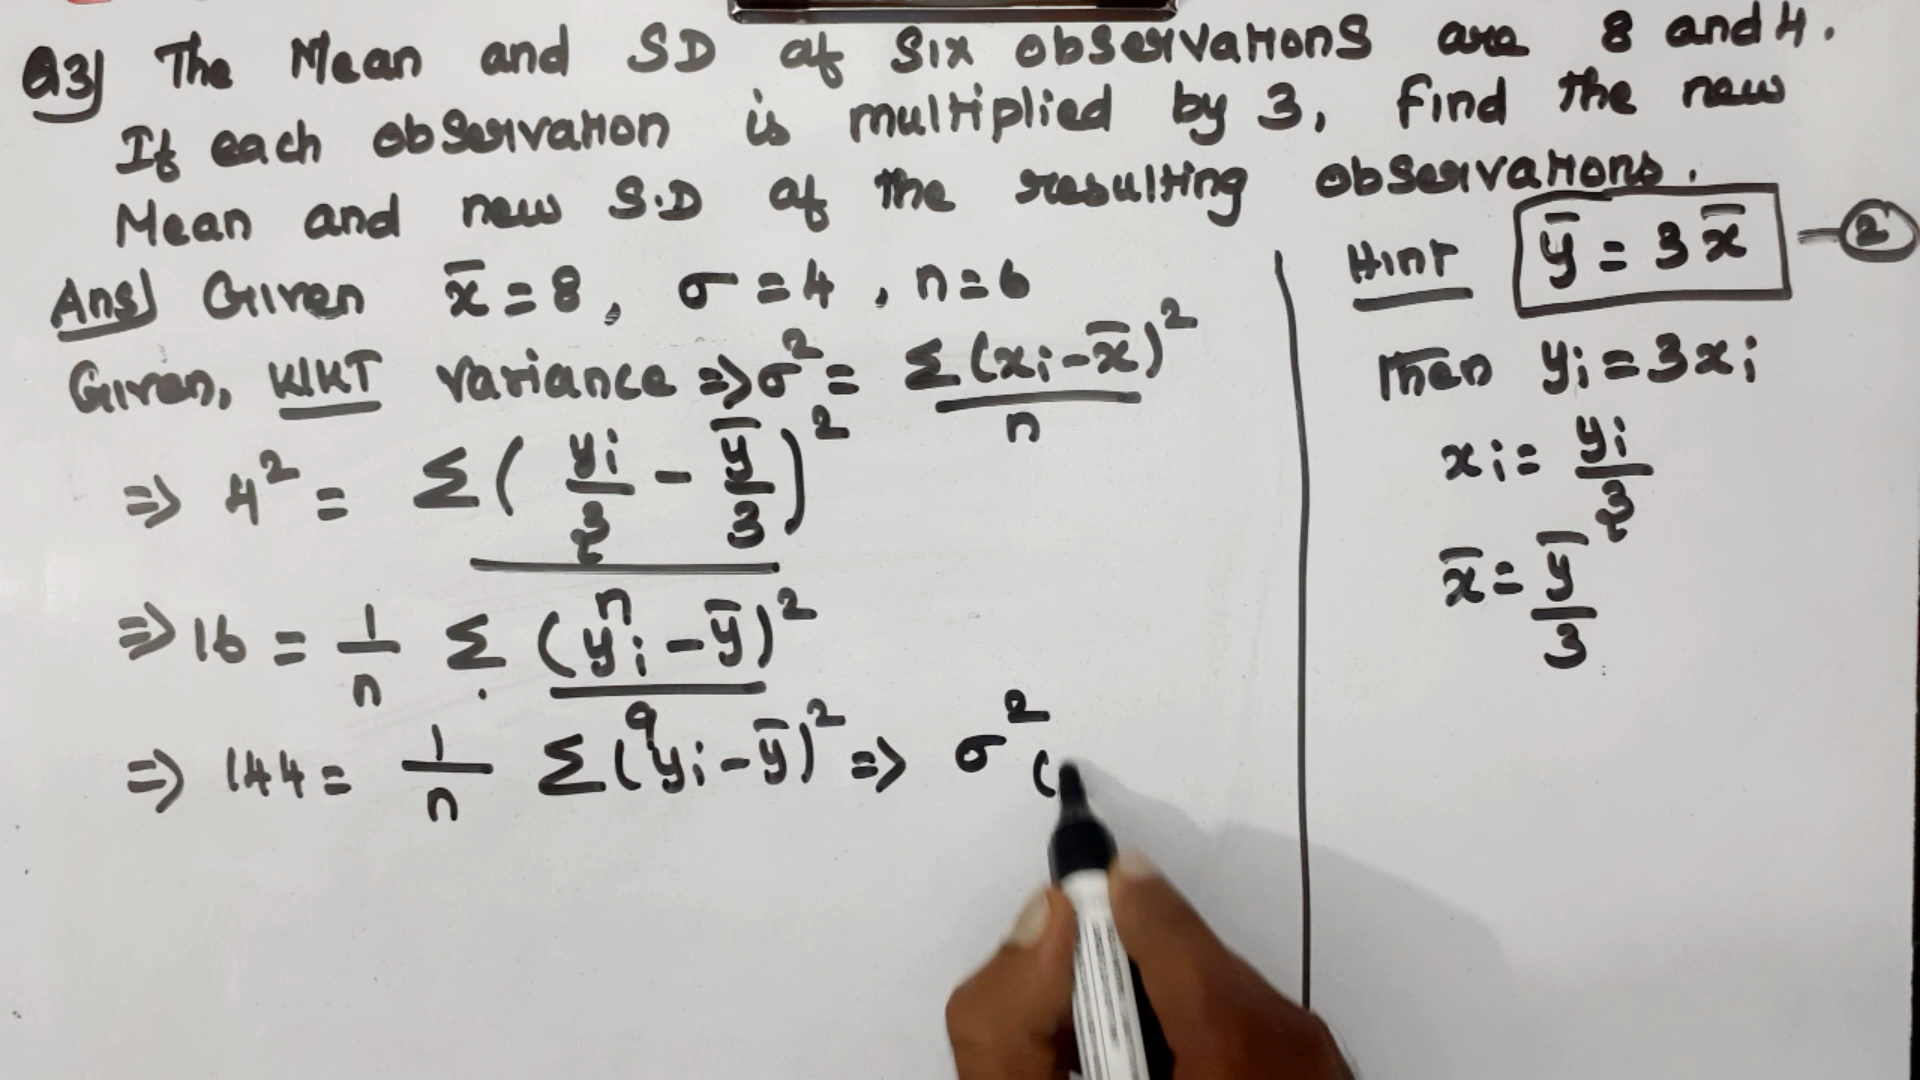 Q3) The Mean and SD of Six observations are 8 and 4.
If each observation is multiplied by 3, find the new
Mean and new S.D of the resulting observations.
Ans) Given x̄ = 8, σ = 4, n = 6
Given, WKT Variance => σ² = Σ(xi - x̄)² / n
=> 4² = Σ(yi/3 - ȳ/3)² / n
=> 16 = 1/n Σ (yi - ȳ)² / 9
=> 144 = 1/n Σ(yi - ȳ)² => σ² (
Hint ȳ = 3x̄ — 2
Then yi = 3xi
xi = yi/3
x̄ = ȳ/3